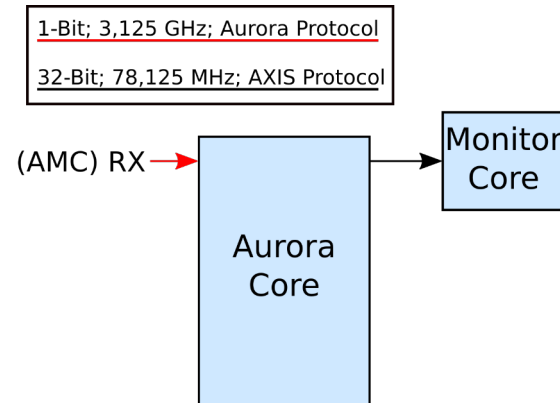 1-Bit; 3,125 GHz; Aurora Protocol
32-Bit; 78,125 MHz; AXIS Protocol
(AMC) RX
Aurora
Core
Monitor
Core